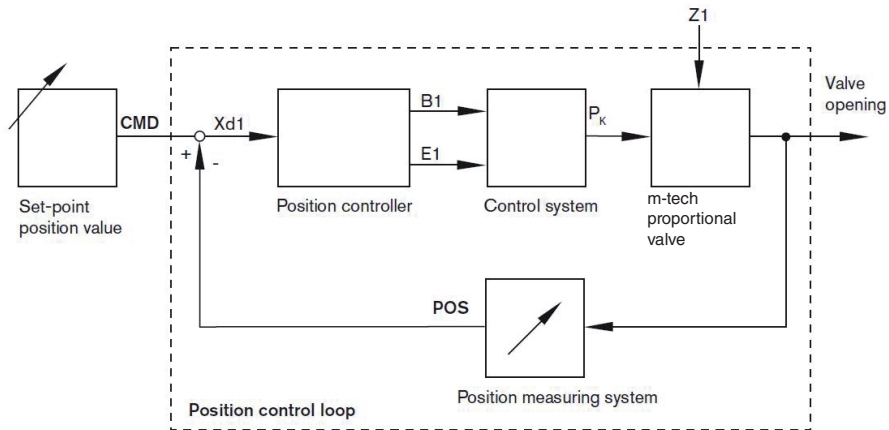 Z1
Valve
opening
CMD
Xd1
B1
E1
P K
+
-
Set-point
position value
Position controller
Control system
m-tech
proportional
valve
POS
Position measuring system
Position control loop